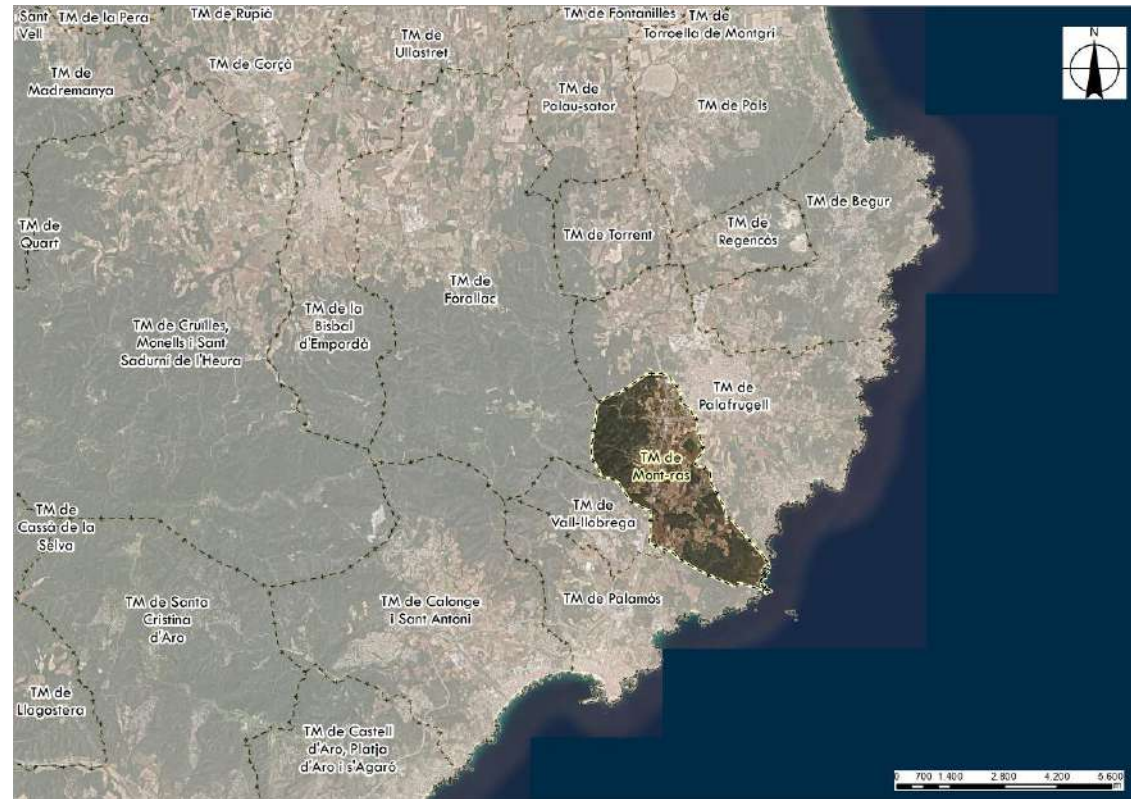 Sant
Vell
TM de la Pera
TM de Rupià
TM de Fontanilles
TM de
Torroella de Montgrí
TM de
Ullastret
TM de
Madremanya
TM de Corçà
TM de
Palau-sator
TM de Pals
N
TM de
Quart
TM de Torrent
TM de
Regencós
TM de Begur
TM de
Forallac
TM de Cruïlles,
Monells i Sant
Sadurní de l'Heura
TM de la
Bisbal
d'Empordà
TM de
Palafrugell
TM de
Mont-ras
TM de
Vall-llobrega
TM de
Cassà de la
Selva
TM de Santa
Cristina
d'Aro
TM de Calonge
i Sant Antoni
TM de Palamós
TM de
Llagostera
TM de Castell
d'Aro, Platja
d'Aro i s'Agaró
0 700 1.400 2.800 4.200 5.600
m